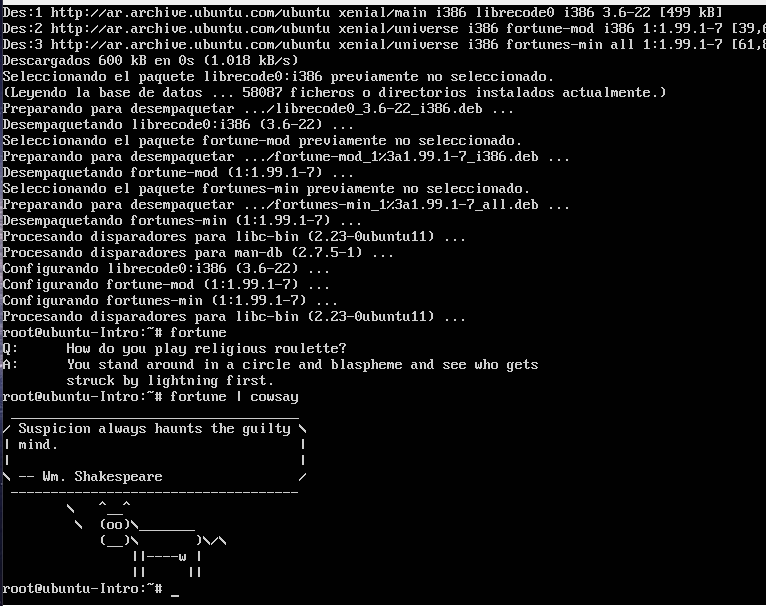 Des:1 http://ar.archive.ubuntu.com/ubuntu xenial/main i386 librecode0 i386 3.6-22 [499 kB]
Des:2 http://ar.archive.ubuntu.com/ubuntu xenial/universe i386 fortune-mod i386 1:1.99.1-7 [39,6
Des:3 http://ar.archive.ubuntu.com/ubuntu xenial/universe i386 fortunes-min all 1:1.99.1-7 [61,8
Descargados 600 kB en 0s (1.018 kB/s)
Seleccionando el paquete librecode0:i386 previamente no seleccionado.
(Leyendo la base de datos ... 58087 ficheros o directorios instalados actualmente.)
Preparando para desempaquetar .../librecode0_3.6-22_i386.deb ...
Desempaquetando librecode0:i386 (3.6-22) ...
Seleccionando el paquete fortune-mod previamente no seleccionado.
Preparando para desempaquetar .../fortune-mod_1%3a1.99.1-7_i386.deb ...
Desempaquetando fortune-mod (1:1.99.1-7) ...
Seleccionando el paquete fortunes-min previamente no seleccionado.
Preparando para desempaquetar .../fortunes-min_1%3a1.99.1-7_all.deb ...
Desempaquetando fortunes-min (1:1.99.1-7) ...
Procesando disparadores para libc-bin (2.23-0ubuntu11) ...
Procesando disparadores para man-db (2.7.5-1) ...
Configurando librecode0:i386 (3.6-22) ...
Configurando fortune-mod (1:1.99.1-7) ...
Configurando fortunes-min (1:1.99.1-7) ...
Procesando disparadores para libc-bin (2.23-0ubuntu11) ...
root@ubuntu-Intro:~# fortune
Q:      How do you play religious roulette?
A:      You stand around in a circle and blaspheme and see who gets
        struck by lightning first.
root@ubuntu-Intro:~# fortune | cowsay
 ____________________________________
/ Suspicion always haunts the guilty \
| mind.                              |
|                                    |
\ -- Wm. Shakespeare                 /
 ------------------------------------
        \   ^__^
         \  (oo)\_______
            (__)\       )\/\
                ||----w |
                ||     ||
root@ubuntu-Intro:~# _